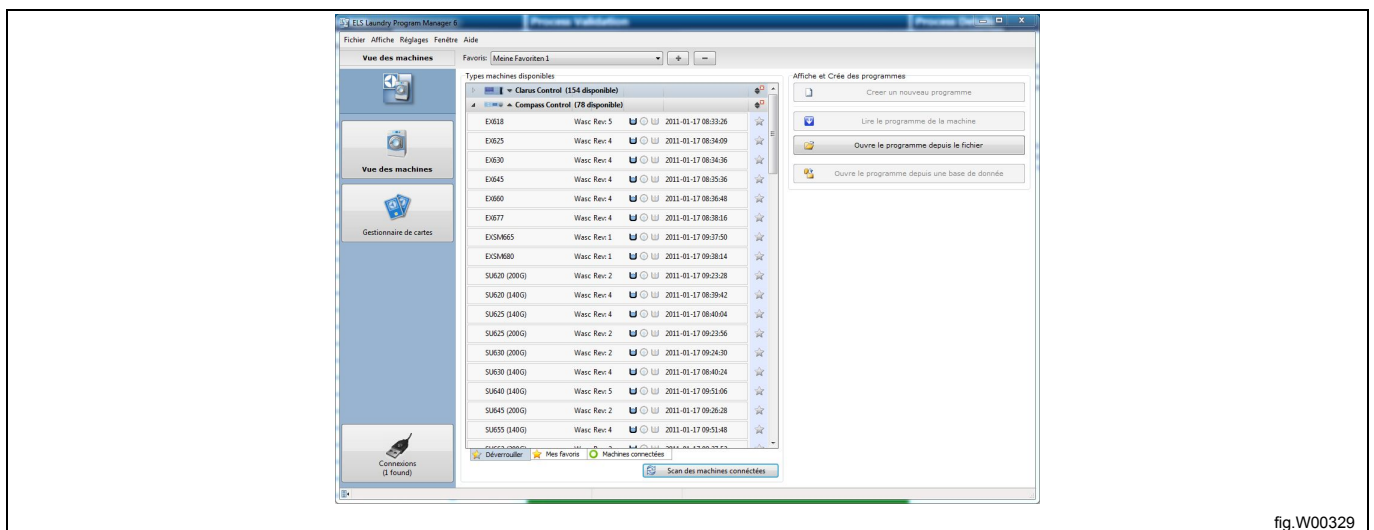 ELS Laundry Program Manager 6
Process Validation
Fichier Affiche Réglages Fenêtre Aide
Vue des machines
Favoris: Meine Favoriten 1
Types machines disponibles
Clarus Control (154 disponible)
Compass Control (78 disponible)
EX618 Wasc Rev: 5 2011-01-17 08:33:26
EX625 Wasc Rev: 4 2011-01-17 08:34:09
EX630 Wasc Rev: 4 2011-01-17 08:34:36
EX645 Wasc Rev: 4 2011-01-17 08:35:36
EX660 Wasc Rev: 4 2011-01-17 08:36:48
EX677 Wasc Rev: 4 2011-01-17 08:38:16
EXSM665 Wasc Rev: 1 2011-01-17 09:37:50
EXSM680 Wasc Rev: 1 2011-01-17 09:38:14
SU620 (200G) Wasc Rev: 2 2011-01-17 09:23:28
SU620 (140G) Wasc Rev: 4 2011-01-17 08:39:42
SU625 (140G) Wasc Rev: 4 2011-01-17 08:40:04
SU625 (200G) Wasc Rev: 2 2011-01-17 09:23:56
SU630 (200G) Wasc Rev: 2 2011-01-17 09:24:30
SU630 (140G) Wasc Rev: 4 2011-01-17 08:40:24
SU640 (140G) Wasc Rev: 5 2011-01-17 09:51:06
SU645 (200G) Wasc Rev: 2 2011-01-17 09:26:28
SU655 (140G) Wasc Rev: 4 2011-01-17 09:51:48
Déverrouiller Mes favoris Machines connectées
Scan des machines connéctées
Affiche et Crée des programmes
Creer un nouveau programme
Lire le programme de la machine
Ouvre le programme depuis le fichier
Ouvre le programme depuis une base de donnée
Vue des machines
Gestionnaire de cartes
Connexions
(1 found)
fig.W00329